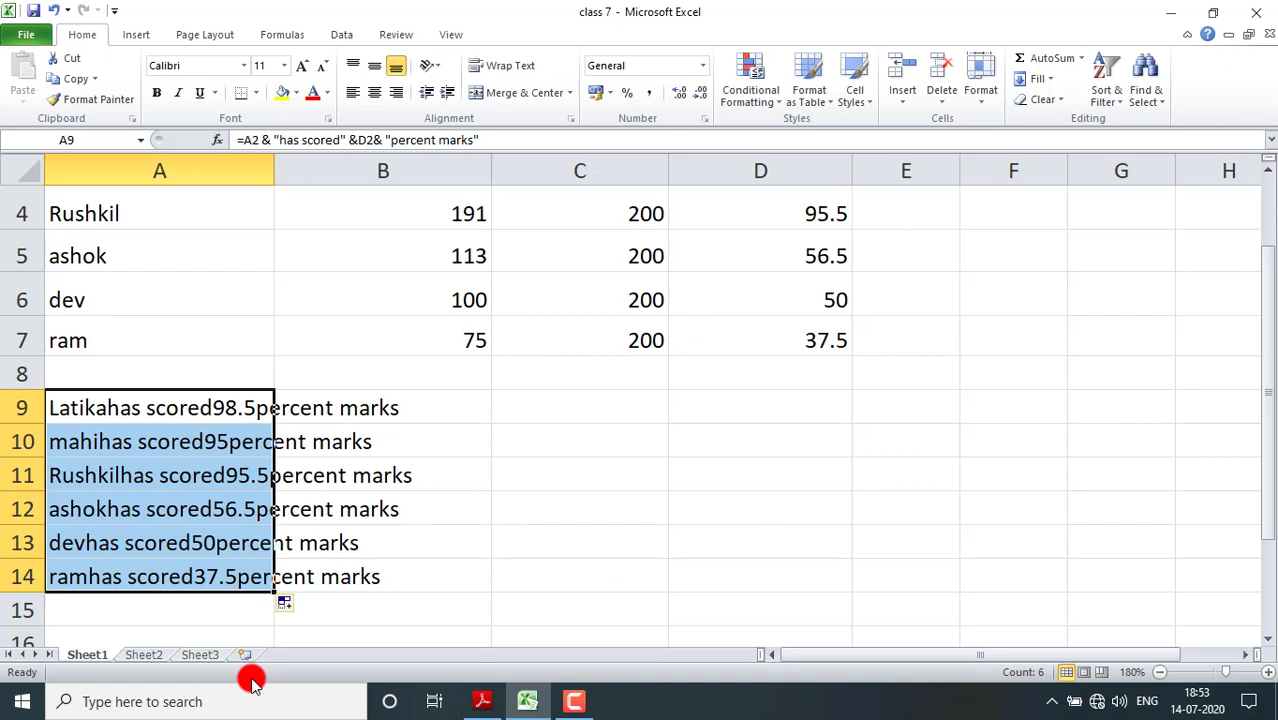 class 7 - Microsoft Excel
File Home Insert Page Layout Formulas Data Review View
Paste
Cut
Copy
Format Painter
Clipboard
Calibri 11
B I U
Font
Wrap Text
Merge & Center
Alignment
General
%
Number
Conditional Formatting
Format as Table
Cell Styles
Styles
Insert
Delete
Format
Cells
Σ AutoSum
Fill
Clear
Sort & Filter
Find & Select
Editing
A9 fx =A2 & "has scored" &D2& "percent marks"
A B C D E F G H
4 Rushkil 191 200 95.5
5 ashok 113 200 56.5
6 dev 100 200 50
7 ram 75 200 37.5
8
9 Latikahas scored98.5percent marks
10 mahihas scored95percent marks
11 Rushkilhas scored95.5percent marks
12 ashokhas scored56.5percent marks
13 devhas scored50percent marks
14 ramhas scored37.5percent marks
15
16
Sheet1 Sheet2 Sheet3
Ready Count: 6 180%
Type here to search ENG 18:53
14-07-2020